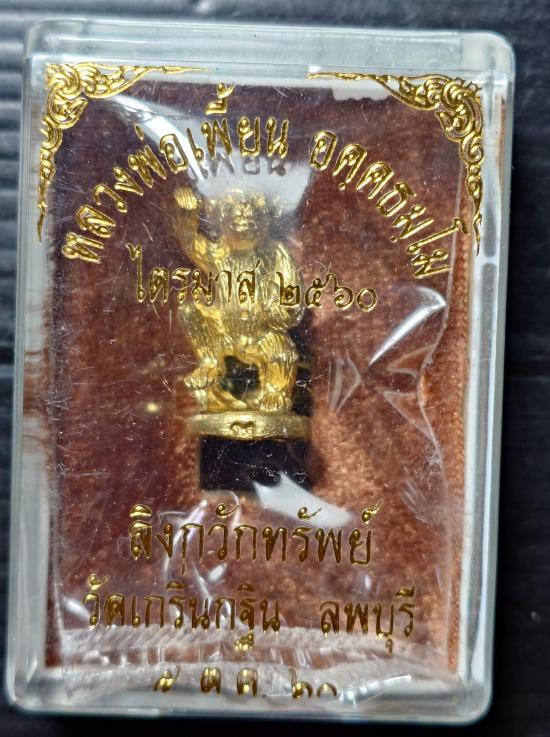 หลวงพ่อเพี้ยน อคฺคธมฺโม
ไตรมาส ๒๕๖๐
ลิงกวักทรัพย์
วัดเกริ่นกฐิน ลพบุรี
ต.ค. ๖๐